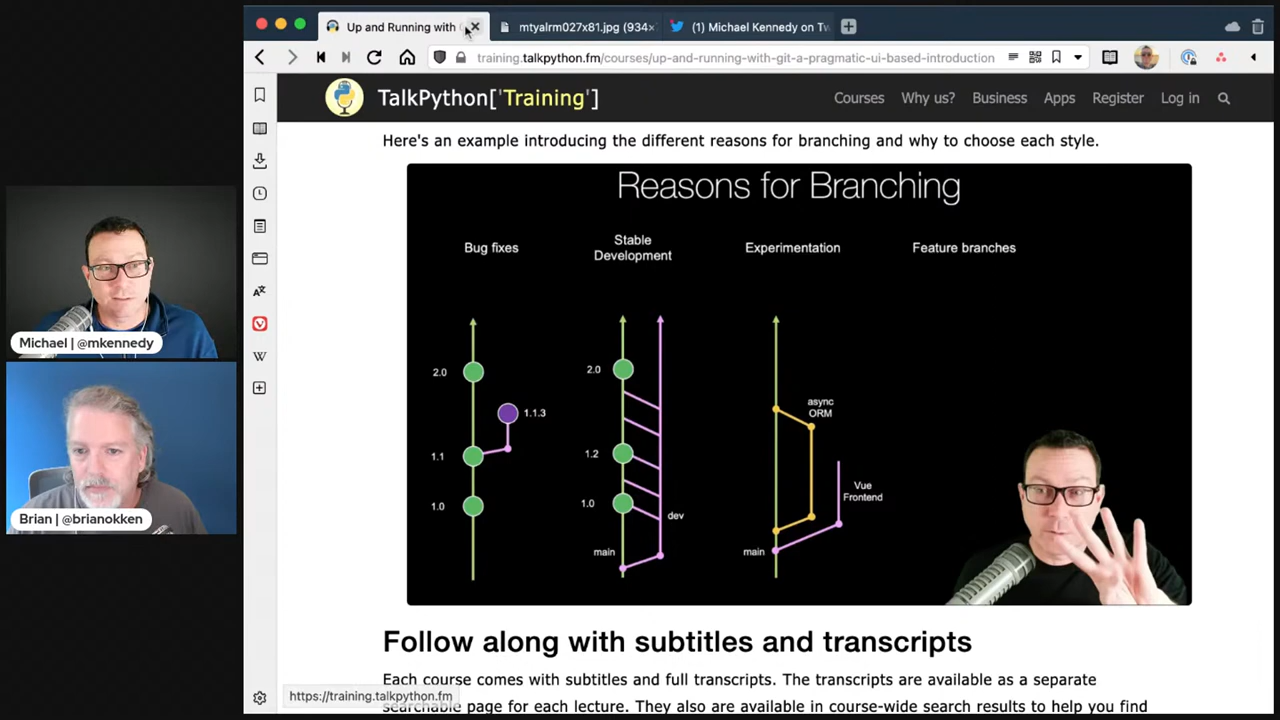 Up and Running with
mtyalrm027x81.jpg (934×
(1) Michael Kennedy on Tw
training.talkpython.fm/courses/up-and-running-with-git-a-pragmatic-ui-based-introduction
TalkPython['Training']
Courses
Why us?
Business
Apps
Register
Log in
Here's an example introducing the different reasons for branching and why to choose each style.
Reasons for Branching
Bug fixes
Stable
Development
Experimentation
Feature branches
2.0
1.1.3
1.1
1.0
2.0
1.2
1.0
dev
main
async
ORM
Vue
Frontend
main
Michael | @mkennedy
Brian | @brianokken
W
Follow along with subtitles and transcripts
Each course comes with subtitles and full transcripts. The transcripts are available as a separate
searchable page for each lecture. They also are available in course-wide search results to help you find
https://training.talkpython.fm